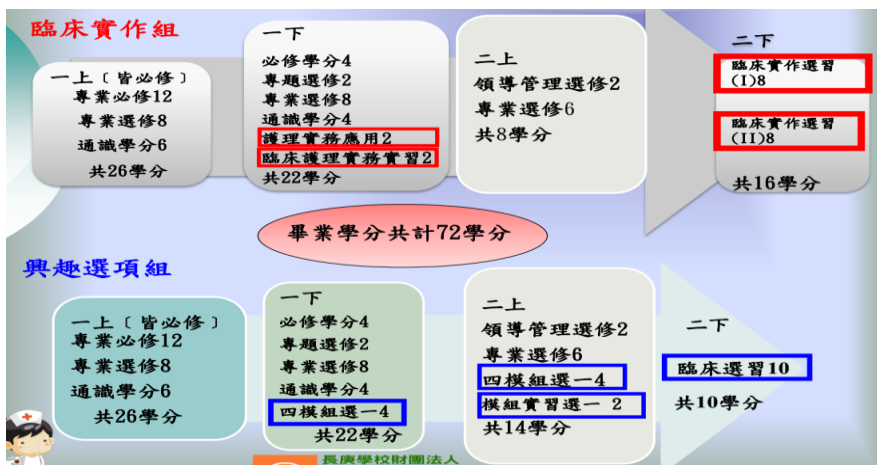 臨床實作組
一上﹝皆必修﹞
專業必修12
專業選修8
通識學分6
共26學分
一下
必修學分4
專題選修2
專業選修8
通識學分4
護理實務應用2
臨床護理實務實習2
共22學分
二上
領導管理選修2
專業選修6
共8學分
二下
臨床實作選習
(I)8
臨床實作選習
(II)8
共16學分
畢業學分共計72學分
興趣選項組
一上﹝皆必修﹞
專業必修12
專業選修8
通識學分6
共26學分
一下
必修學分4
專題選修2
專業選修8
通識學分4
四模組選一4
共22學分
二上
領導管理選修2
專業選修6
四模組選一4
模組實習選一 2
共14學分
二下
臨床選習10
共10學分
長庚學校財團法人